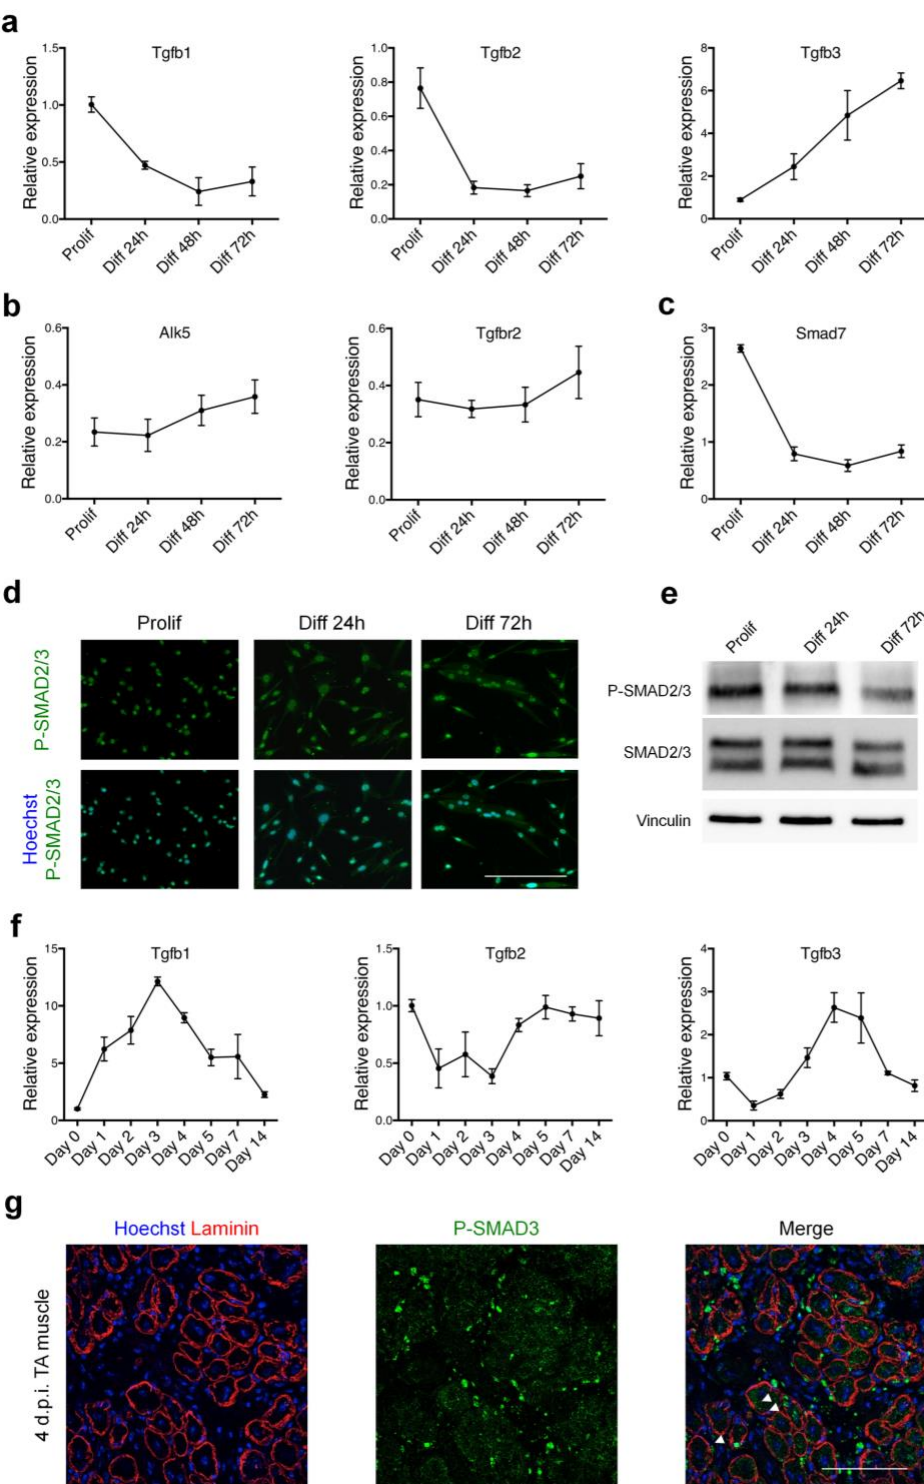 a
Tgfb1
Relative expression
1.5
1.0
0.5
0.0
Prolif
Diff 24h
Diff 48h
Diff 72h
Tgfb2
Relative expression
1.0
0.8
0.6
0.4
0.2
0.0
Prolif
Diff 24h
Diff 48h
Diff 72h
Tgfb3
Relative expression
8
6
4
2
0
Prolif
Diff 24h
Diff 48h
Diff 72h
b
Alk5
Relative expression
0.6
0.4
0.2
0.0
Prolif
Diff 24h
Diff 48h
Diff 72h
Tgfbr2
Relative expression
0.6
0.4
0.2
0.0
Prolif
Diff 24h
Diff 48h
Diff 72h
c
Smad7
Relative expression
3
2
1
0
Prolif
Diff 24h
Diff 48h
Diff 72h
d
Prolif
Diff 24h
Diff 72h
P-SMAD2/3
Hoechst
P-SMAD2/3
e
Prolif
Diff 24h
Diff 72h
P-SMAD2/3
SMAD2/3
Vinculin
f
Tgfb1
Relative expression
15
10
5
0
Day 0
Day 1
Day 2
Day 3
Day 4
Day 5
Day 7
Day 14
Tgfb2
Relative expression
1.5
1.0
0.5
0.0
Day 0
Day 1
Day 2
Day 3
Day 4
Day 5
Day 7
Day 14
Tgfb3
Relative expression
4
3
2
1
0
Day 0
Day 1
Day 2
Day 3
Day 4
Day 5
Day 7
Day 14
g
Hoechst Laminin
P-SMAD3
Merge
4 d.p.i. TA muscle